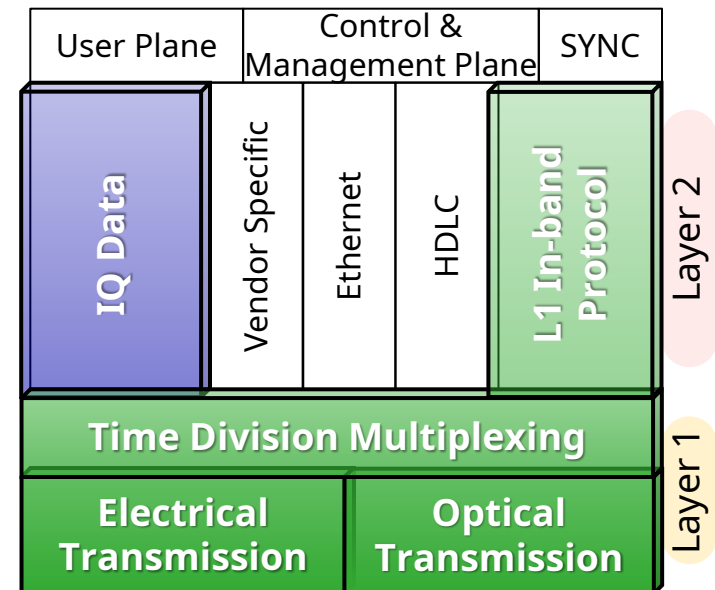 User Plane
Control &
Management Plane
SYNC
IQ Data
Vendor Specific
Ethernet
HDLC
L1 In-band
Protocol
Layer 2
Time Division Multiplexing
Layer 1
Electrical
Transmission
Optical
Transmission